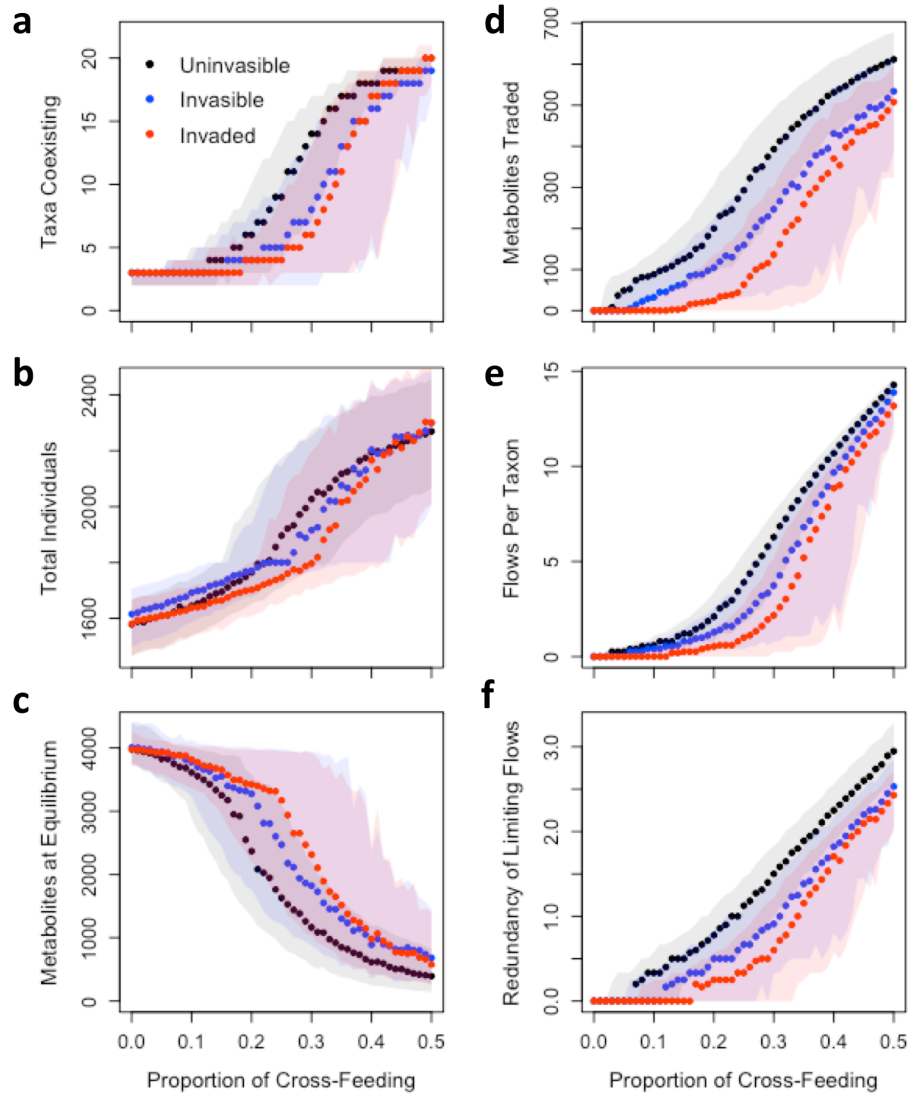 a
Taxa Coexisting
20
15
10
5
0
Uninvasible
Invasible
Invaded
d
Metabolites Traded
700
500
300
100
0
b
Total Individuals
2400
2000
1600
e
Flows Per Taxon
15
10
5
0
c
Metabolites at Equilibrium
4000
3000
2000
1000
0
0.0 0.1 0.2 0.3 0.4 0.5
Proportion of Cross-Feeding
f
Redundancy of Limiting Flows
3.0
2.0
1.0
0.0
0.0 0.1 0.2 0.3 0.4 0.5
Proportion of Cross-Feeding